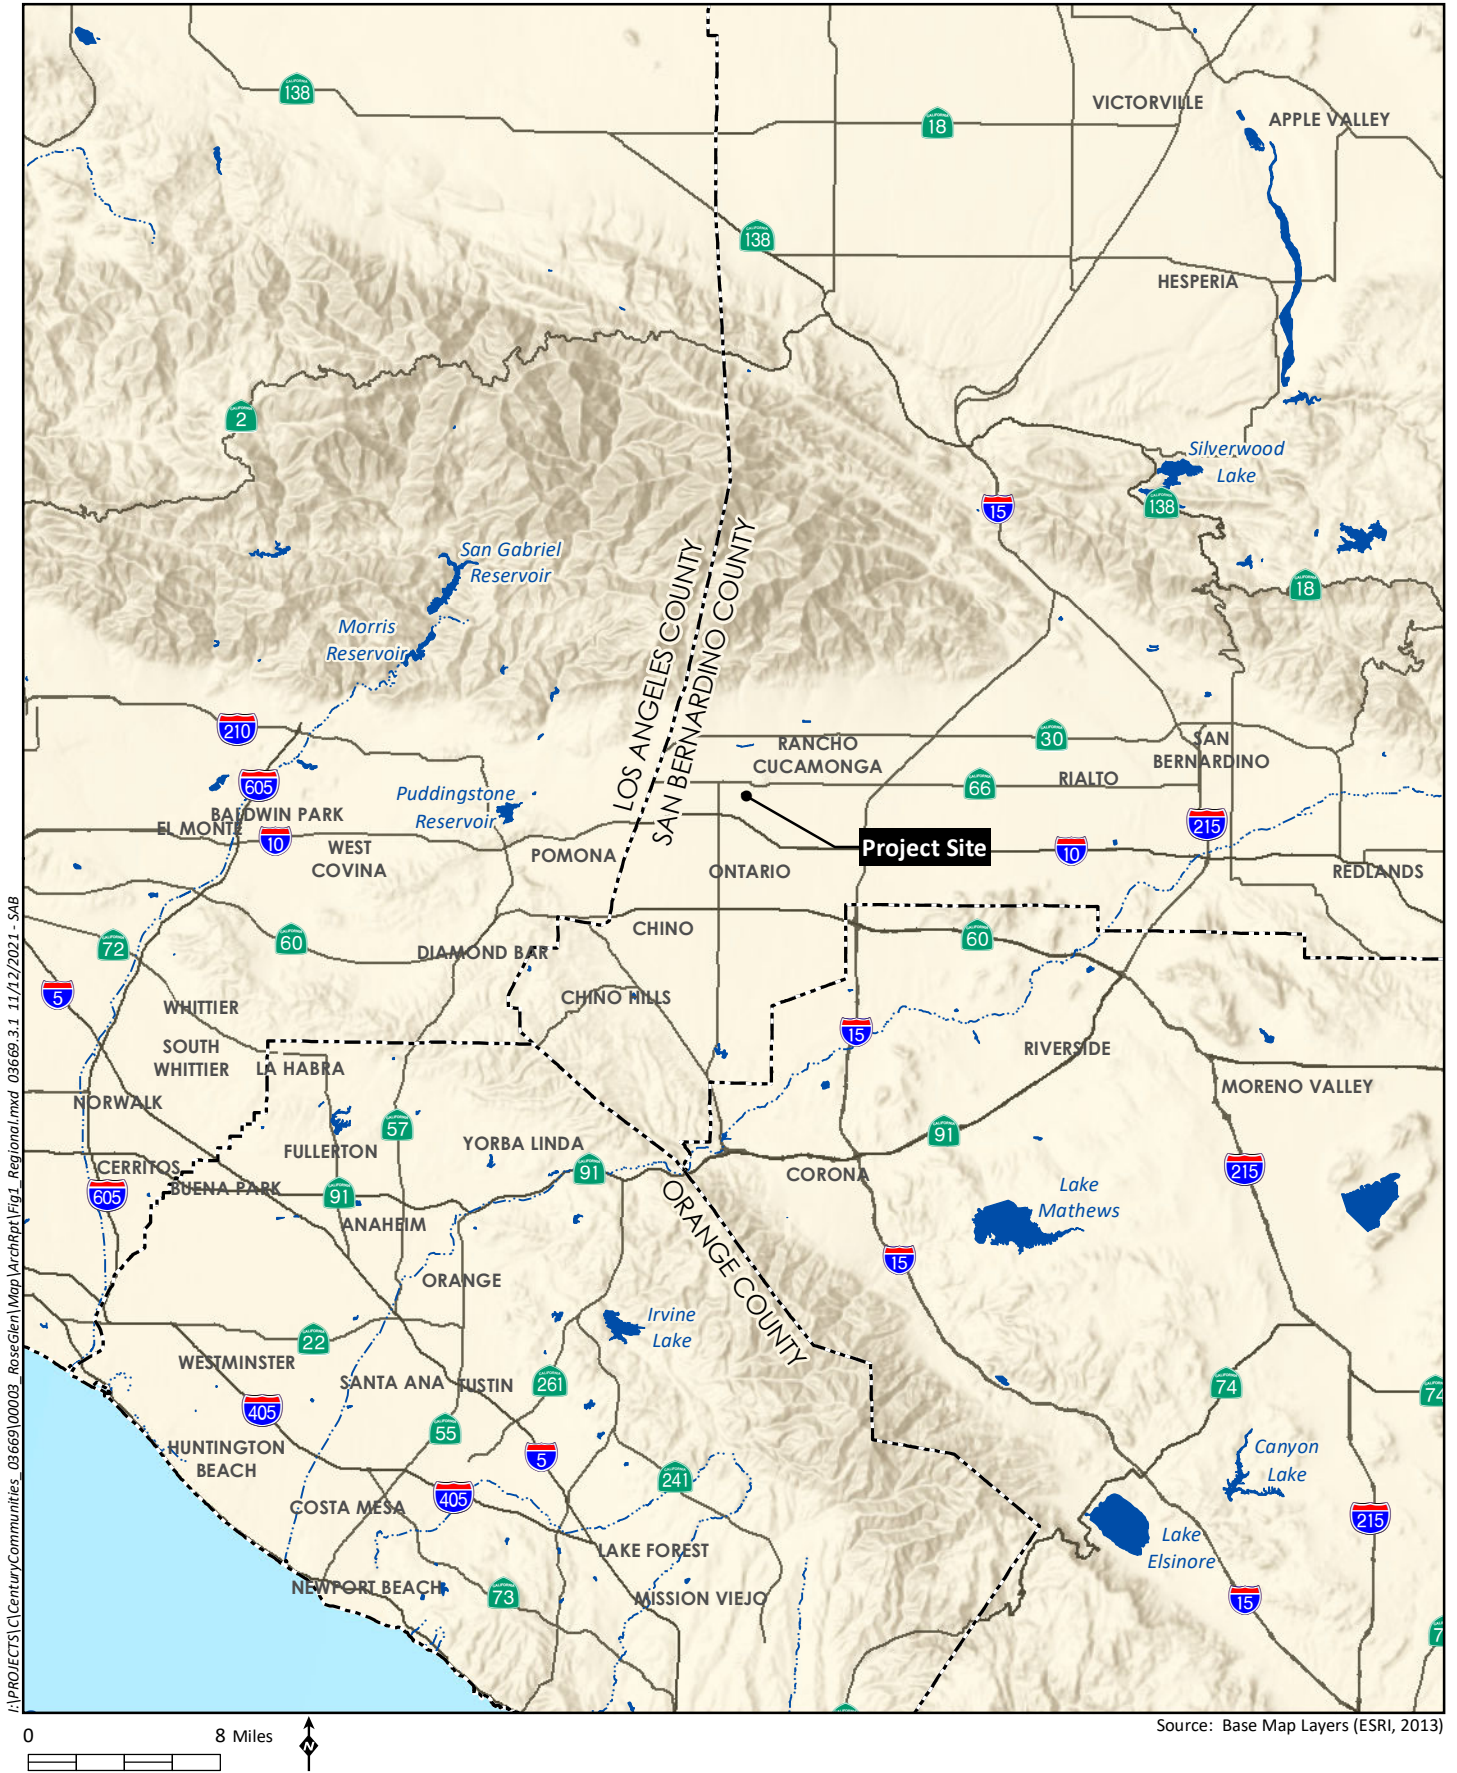 138
18
VICTORVILLE
APPLE VALLEY
138
HESPERIA
2
Silverwood
Lake
15
138
San Gabriel
Reservoir
18
Morris
Reservoir
LOS ANGELES COUNTY
SAN BERNARDINO COUNTY
210
RANCHO
CUCAMONGA
30
SAN
BERNARDINO
605
66
RIALTO
Puddingstone
Reservoir
BALDWIN PARK
EL MONTE
10
215
WEST
COVINA
POMONA
Project Site
10
ONTARIO
REDLANDS
72
60
CHINO
60
DIAMOND BAR
5
WHITTIER
CHINO HILLS
15
SOUTH
WHITTIER
LA HABRA
RIVERSIDE
MORENO VALLEY
NORWALK
57
FULLERTON
YORBA LINDA
91
91
CERRITOS
605
BUENA PARK
91
CORONA
215
ANAHEIM
Lake
Mathews
ORANGE COUNTY
15
ORANGE
Irvine
Lake
22
WESTMINSTER
SANTA ANA
TUSTIN
261
74
74
405
55
HUNTINGTON
BEACH
5
Canyon
Lake
241
COSTA MESA
405
215
Lake
Elsinore
LAKE FOREST
NEWPORT BEACH
73
MISSION VIEJO
15
7
I:\PROJECTS\C\CenturyCommunities_03669\00003_RoseGlen\Map\ArchRpt\Fig1_Regional.mxd 03669.3.1 11/12/2021 - SAB
0
8 Miles
N
Source: Base Map Layers (ESRI, 2013)